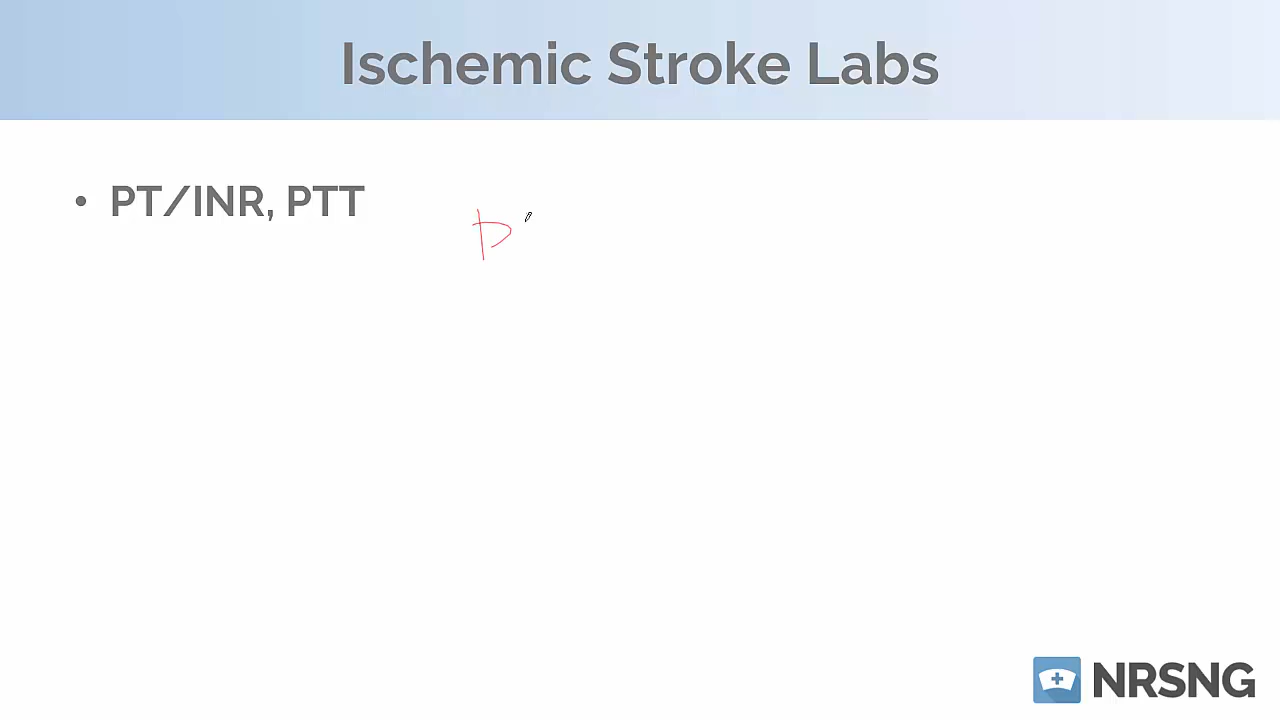 Ischemic Stroke Labs
• PT/INR, PTT
NRSNG